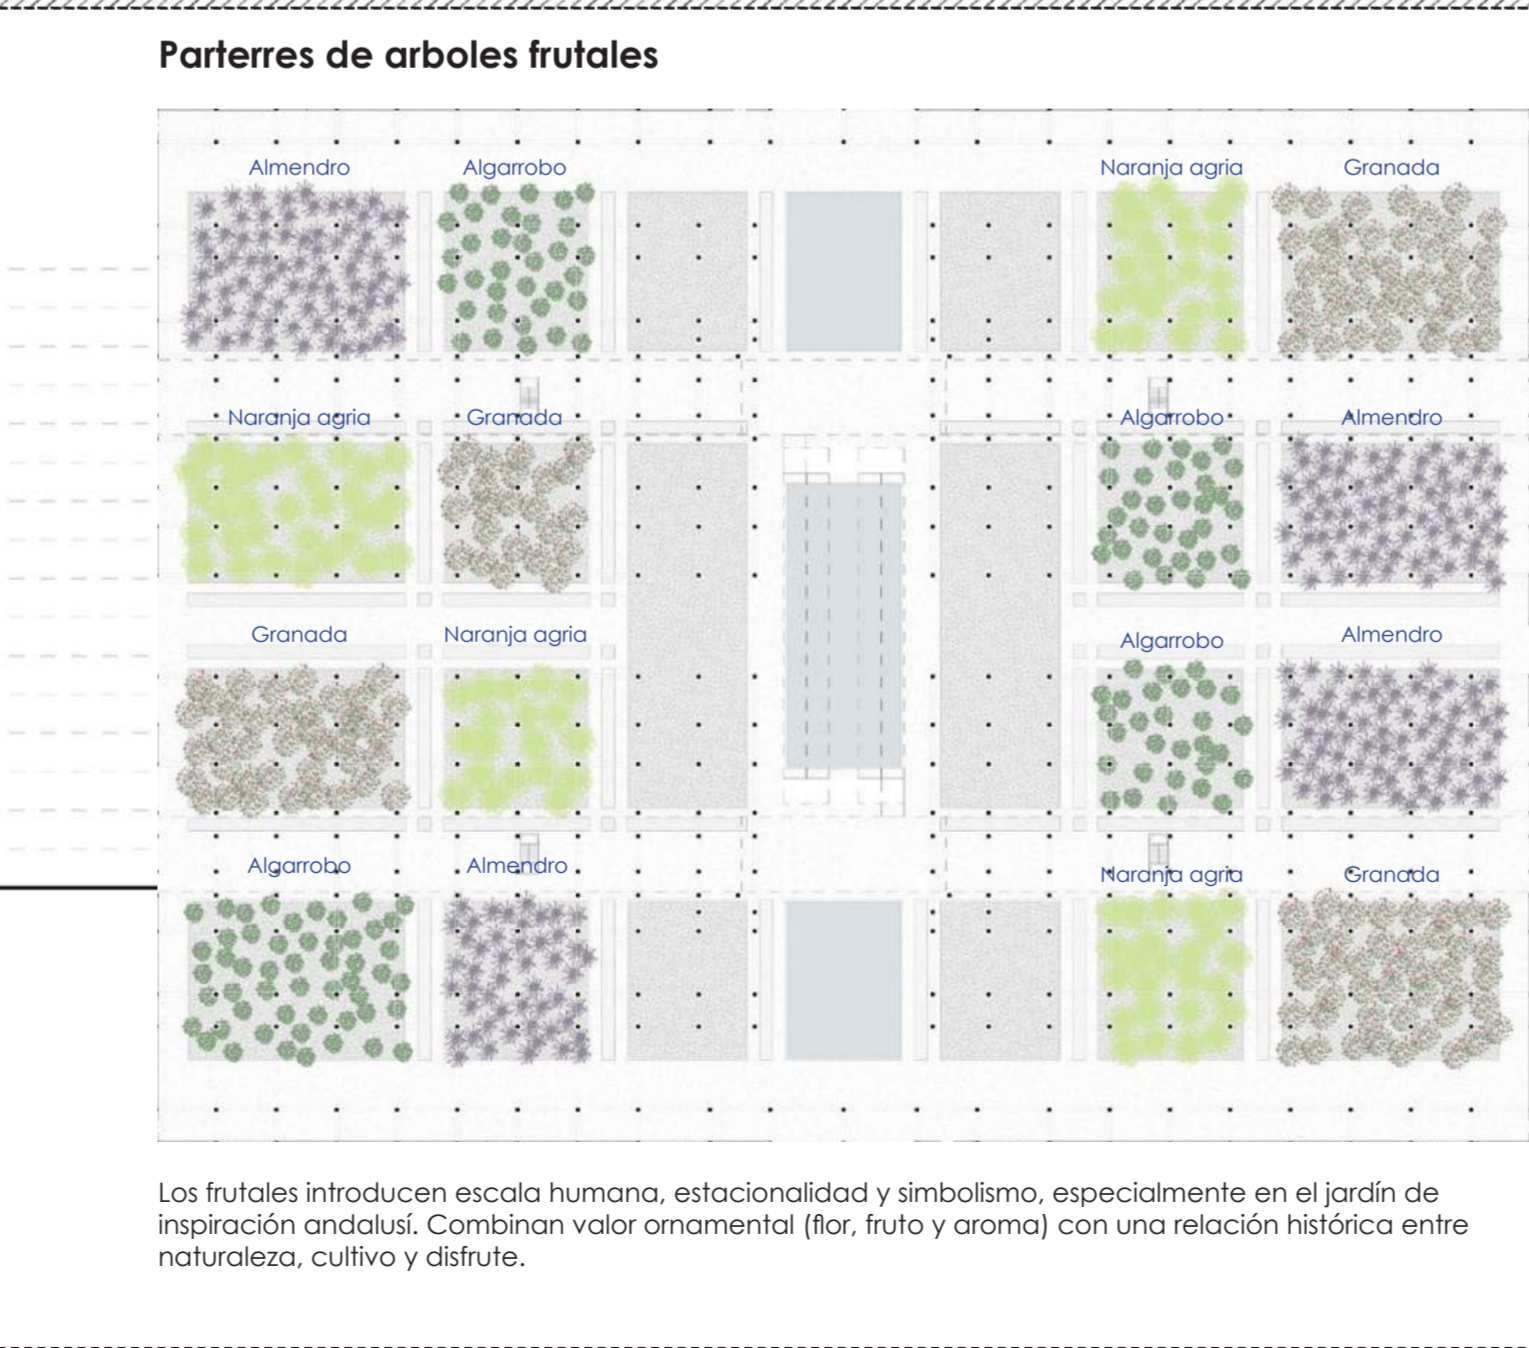 Parterres de arboles frutales
Almendro
Algarrobo
Naranja agria
Granada
Naranja agria
Granada
Algarrobo
Almendro
Granada
Naranja agria
Algarrobo
Almendro
Algarrobo
Almendro
Naranja agria
Granada
Los frutales introducen escala humana, estacionalidad y simbolismo, especialmente en el jardín de
inspiración andalusí. Combinan valor ornamental (flor, fruto y aroma) con una relación histórica entre
naturaleza, cultivo y disfrute.